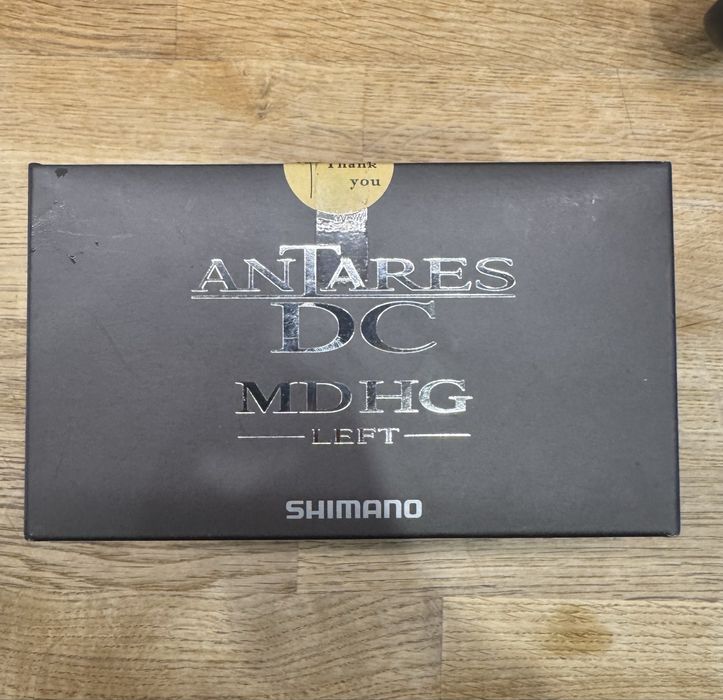 Thank
you
ANTARES
DC
MD HG
LEFT
SHIMANO